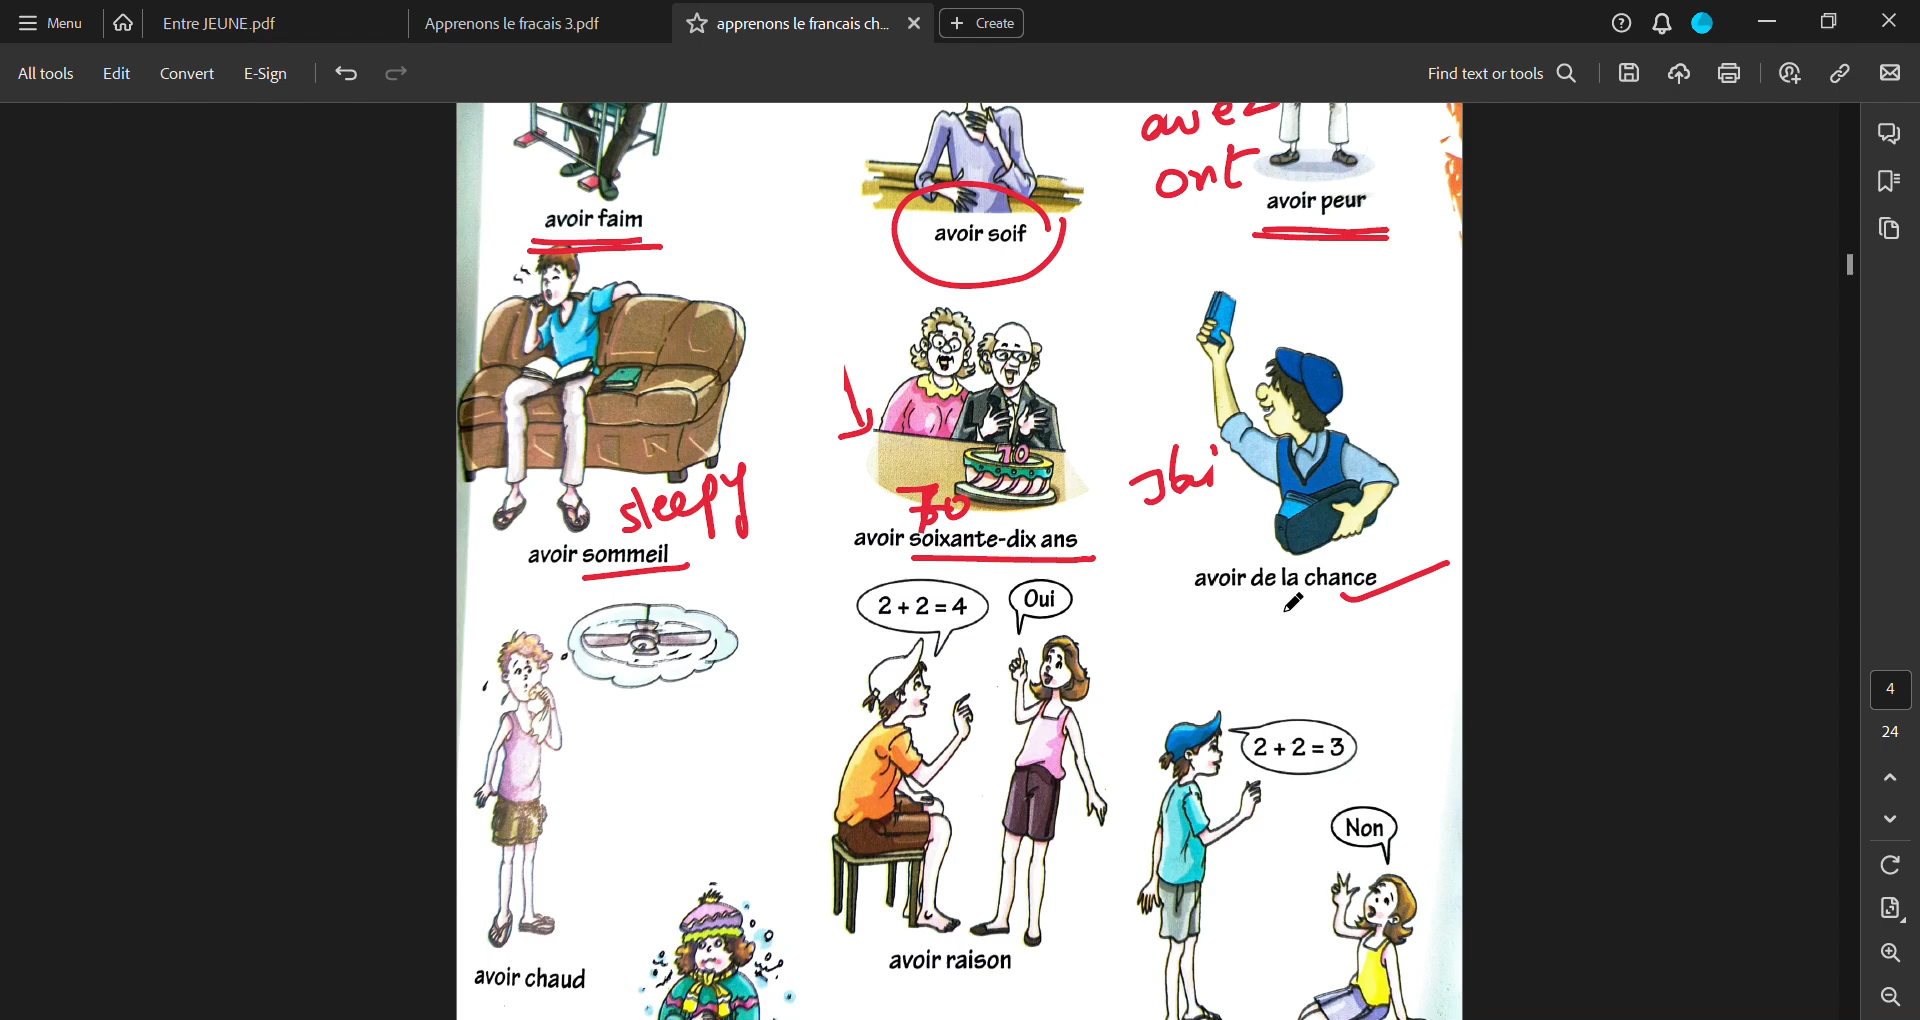 Menu
Entre JEUNE.pdf
Apprenons le fracais 3.pdf
apprenons le francais ch...
Create
All tools
Edit
Convert
E-Sign
Find text or tools
avez
ont
avoir faim
avoir soif
avoir peur
sleepy
70
70
avoir sommeil
avoir soixante-dix ans
avoir de la chance
2 + 2 = 4
Oui
2 + 2 = 3
Non
avoir chaud
avoir raison
4
24